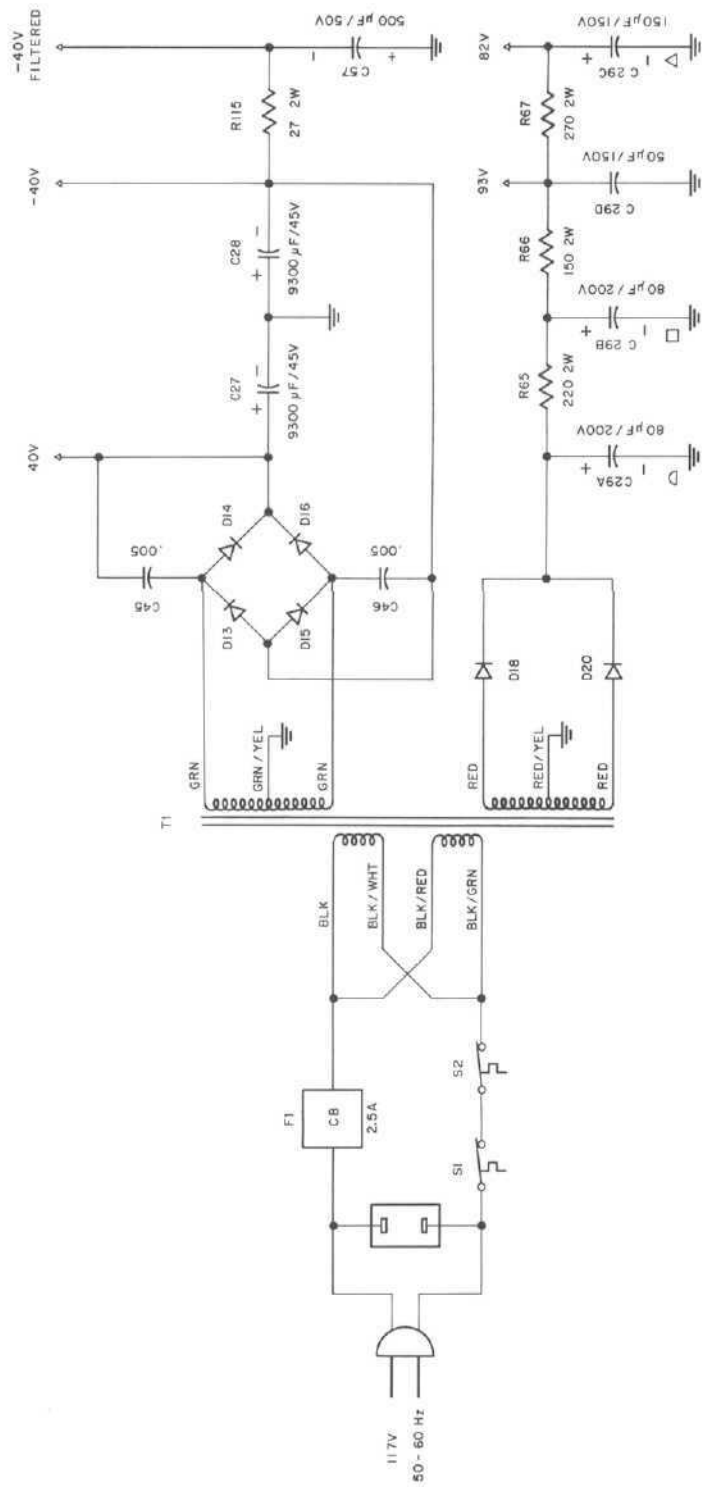 117V
50-60 Hz
F1
CB
2.5A
S1
S2
BLK
BLK/WHT
BLK/RED
BLK/GRN
T1
GRN
GRN/YEL
GRN
RED
RED/YEL
RED
C45
.005
D13
D14
D15
D16
C46
.005
D18
D20
40V
C27
+
−
9300 µF/45V
C28
+
−
9300 µF/45V
-40V
R115
27 2W
-40V
FILTERED
−
C57
+
500 µF/50V
+
C29A
−
80µF/200V
R65
220 2W
+
C 29B
−
80µF/200V
R66
150 2W
93V
C 29D
50µF/150V
R67
270 2W
82V
+
C 29C
−
150µF/150V